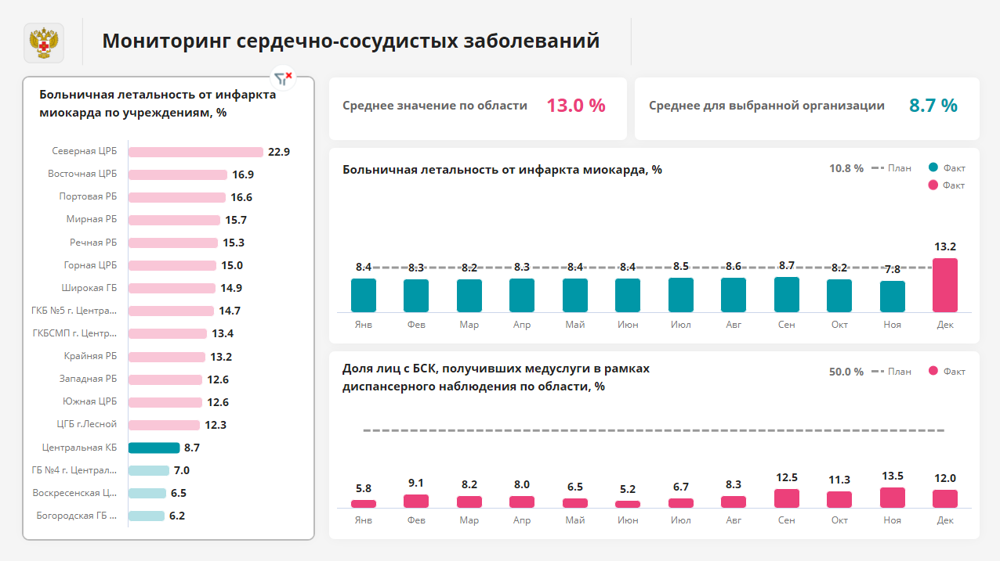 Мониторинг сердечно-сосудистых заболеваний
Больничная летальность от инфаркта
миокарда по учреждениям, %
Северная ЦРБ 22.9
Восточная ЦРБ 16.9
Портовая РБ 16.6
Мирная РБ 15.7
Речная РБ 15.3
Горная ЦРБ 15.0
Широкая ГБ 14.9
ГКБ №5 г. Центра... 14.7
ГКБСМП г. Центр... 13.4
Крайняя РБ 13.2
Западная РБ 12.6
Южная ЦРБ 12.6
ЦГБ г.Лесной 12.3
Центральная КБ 8.7
ГБ №4 г. Централ... 7.0
Воскресенская Ц... 6.5
Богородская ГБ ... 6.2
Среднее значение по области 13.0 %
Среднее для выбранной организации 8.7 %
Больничная летальность от инфаркта миокарда, %
10.8 % План Факт
Факт
8.4 8.3 8.2 8.3 8.4 8.4 8.5 8.6 8.7 8.2 7.8 13.2
Янв Фев Мар Апр Май Июн Июл Авг Сен Окт Ноя Дек
Доля лиц с БСК, получивших медуслуги в рамках
диспансерного наблюдения по области, %
50.0 % План Факт
5.8 9.1 8.2 8.0 6.5 5.2 6.7 8.3 12.5 11.3 13.5 12.0
Янв Фев Мар Апр Май Июн Июл Авг Сен Окт Ноя Дек